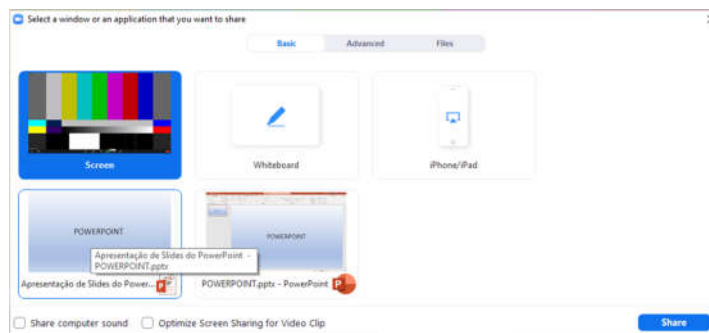 Select a window or an application that you want to share
Basic Advanced Files
Screen Whiteboard iPhone/iPad
POWERPOINT
POWERPOINT
Apresentação de Slides do PowerPoint -
POWERPOINT.pptx
Apresentação de Slides do Power...
POWERPOINT.pptx - PowerPoint
Share computer sound Optimize Screen Sharing for Video Clip Share